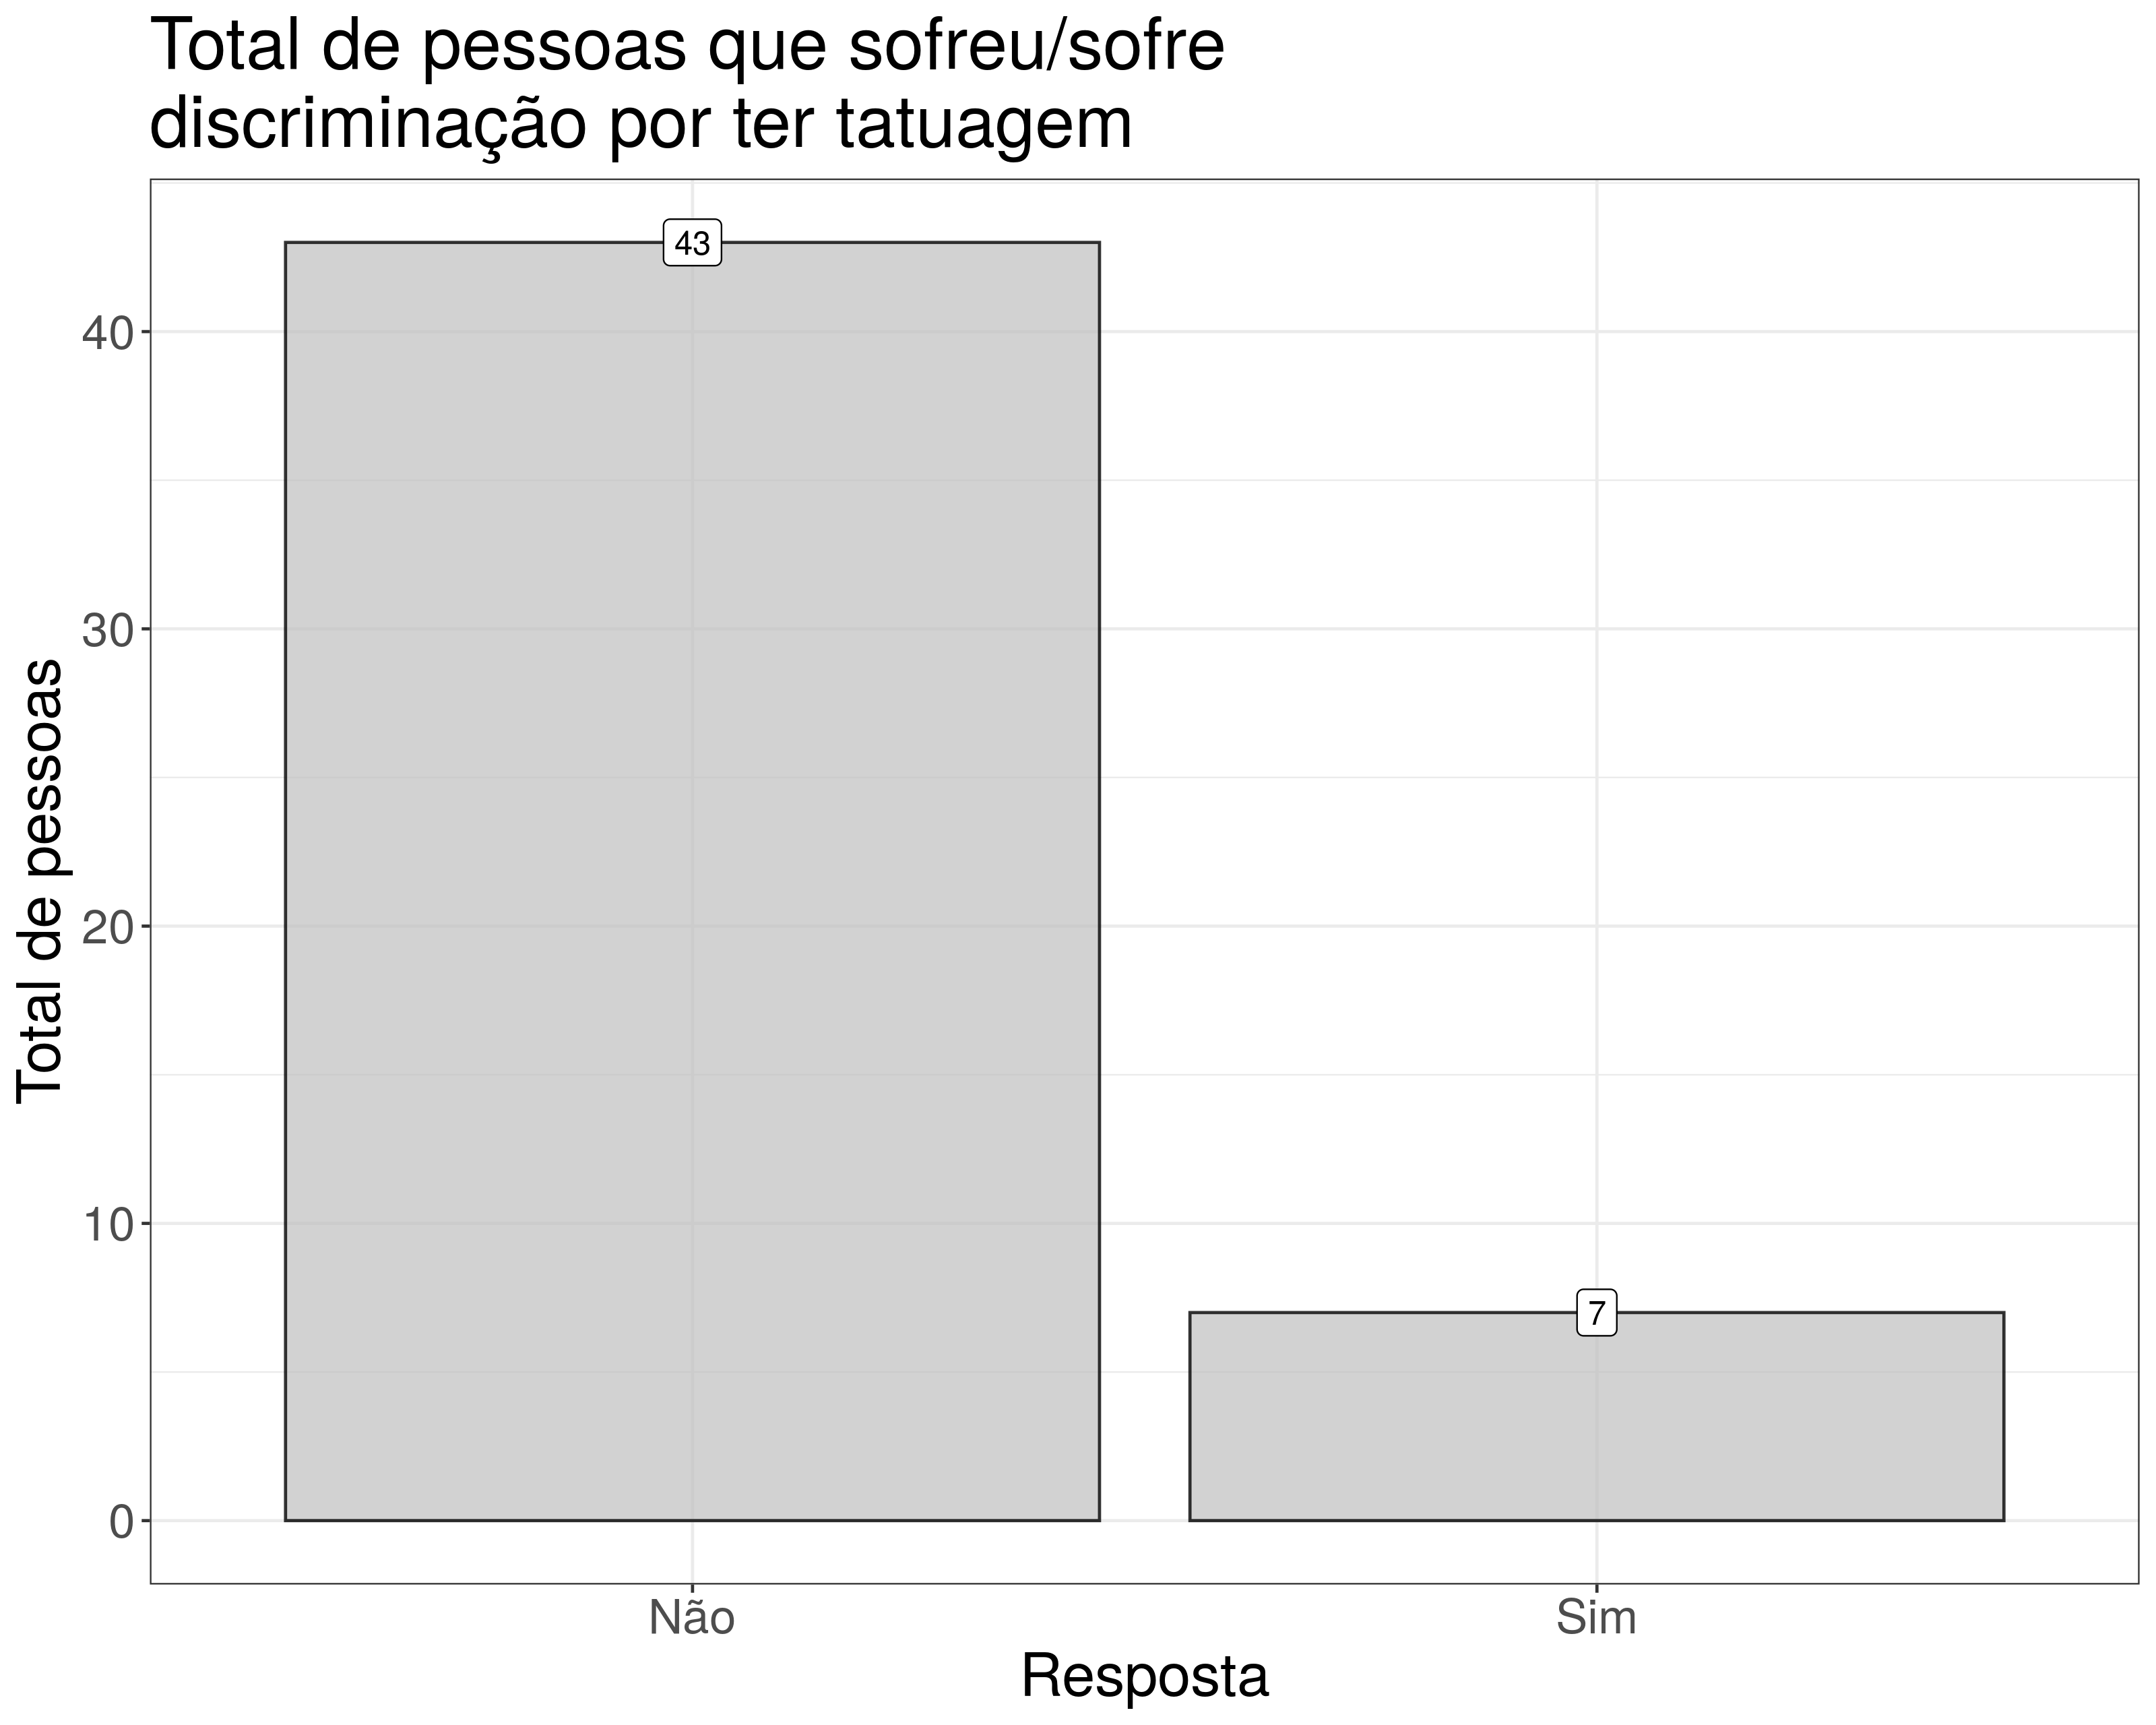 Total de pessoas que sofreu/sofre
discriminação por ter tatuagem
43
40
30
20
10
0
7
Total de pessoas
Não
Sim
Resposta